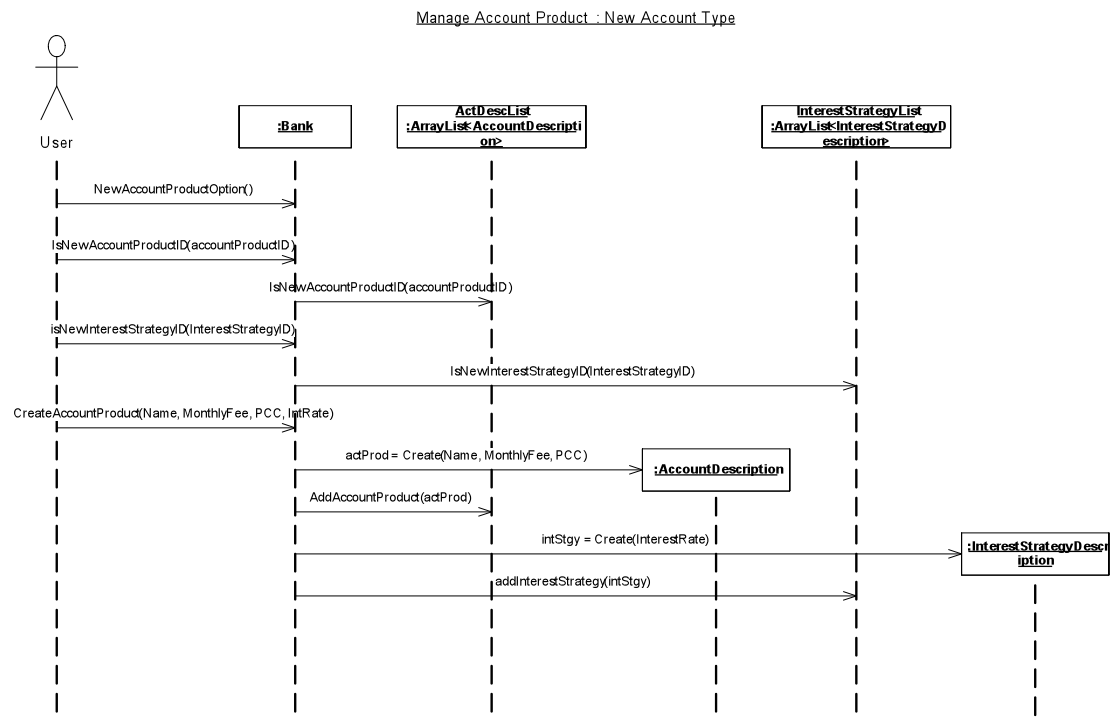 Manage Account Product : New Account Type
User
:Bank
ActDescList
:ArrayList<AccountDescripti
on>
InterestStrategyList
:ArrayList<InterestStrategyD
escription>
NewAccountProductOption()
IsNewAccountProductID(accountProductID)
IsNewAccountProductID(accountProductID)
isNewInterestStrategyID(InterestStrategyID)
IsNewInterestStrategyID(InterestStrategyID)
CreateAccountProduct(Name, MonthlyFee, PCC, IntRate)
actProd = Create(Name, MonthlyFee, PCC)
:AccountDescription
AddAccountProduct(actProd)
intStgy = Create(InterestRate)
:InterestStrategyDescr
iption
addInterestStrategy(intStgy)